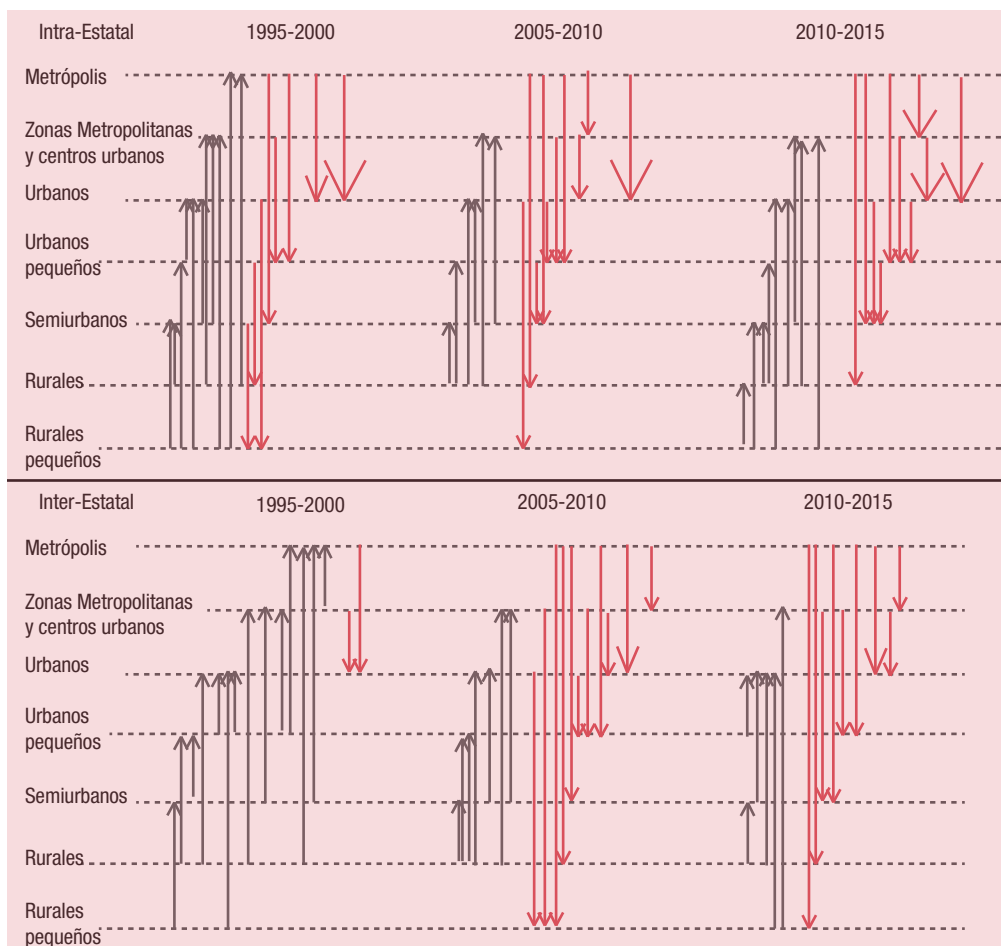 Intra-Estatal 1995-2000 2005-2010 2010-2015
Metrópolis
Zonas Metropolitanas
y centros urbanos
Urbanos
Urbanos
pequeños
Semiurbanos
Rurales
Rurales
pequeños
Inter-Estatal 1995-2000 2005-2010 2010-2015
Metrópolis
Zonas Metropolitanas
y centros urbanos
Urbanos
Urbanos
pequeños
Semiurbanos
Rurales
Rurales
pequeños